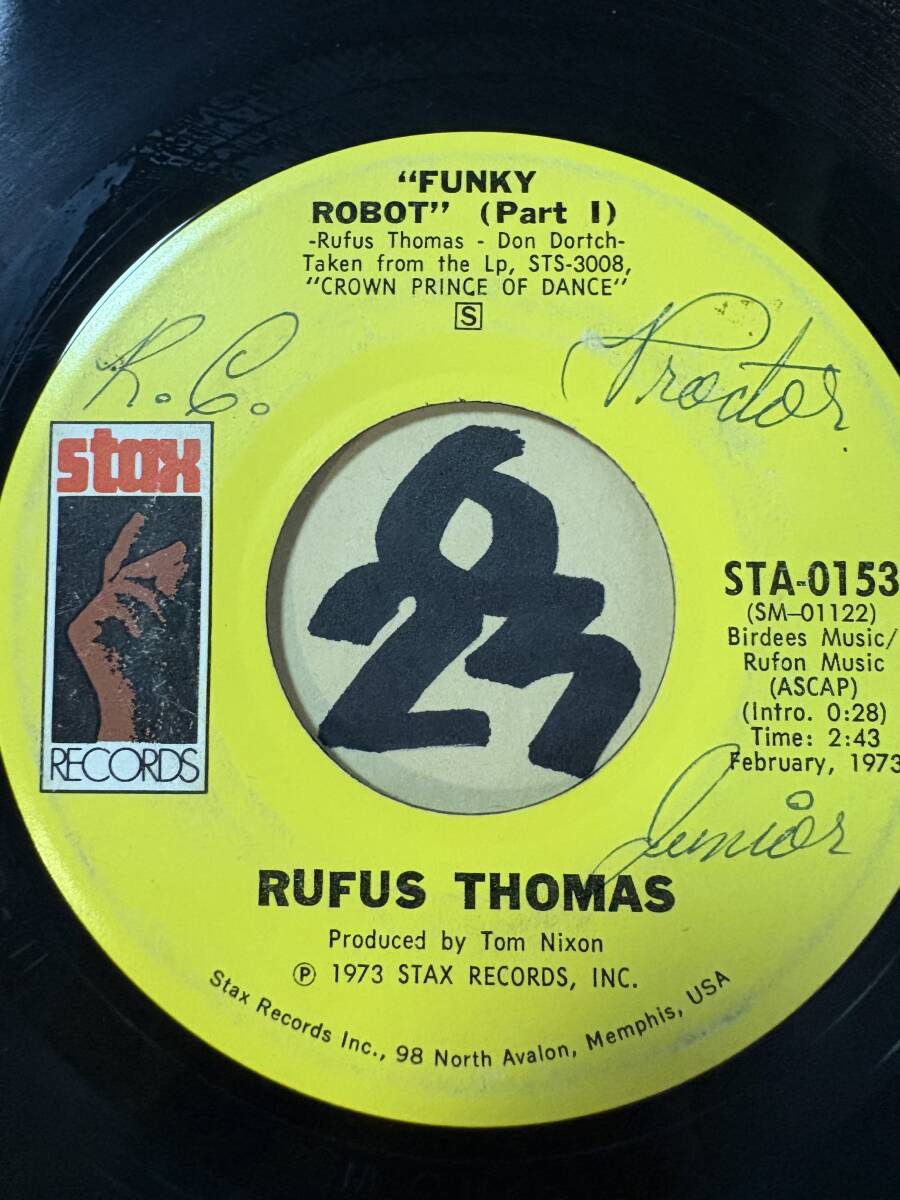 "FUNKY
ROBOT" (Part I)
-Rufus Thomas - Don Dortch-
Taken from the Lp, STS-3008,
"CROWN PRINCE OF DANCE"
S
R. C. Proctor
stax
RECORDS
6
23
STA-0153
(SM-01122)
Birdees Music/
Rufon Music
(ASCAP)
(Intro. 0:28)
Time: 2:43
February, 1973
Junior
RUFUS THOMAS
Produced by Tom Nixon
℗ 1973 STAX RECORDS, INC.
Stax Records Inc., 98 North Avalon, Memphis, USA